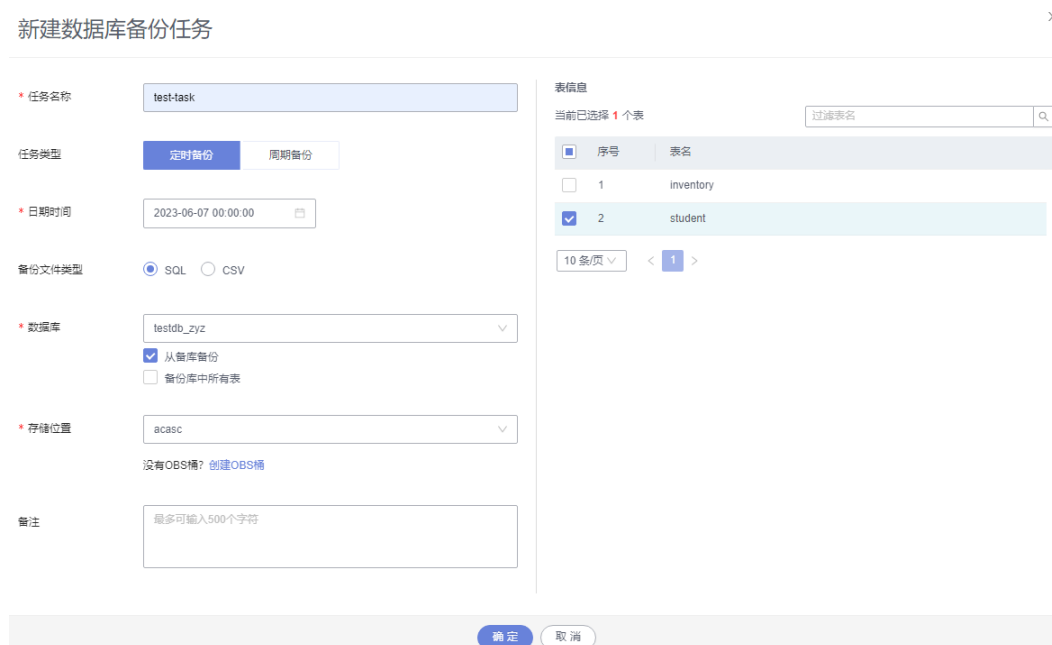 新建数据库备份任务
* 任务名称 test-task
任务类型 定时备份 周期备份
* 日期时间 2023-06-07 00:00:00
备份文件类型 SQL CSV
* 数据库 testdb_zyz
从备库备份
备份库中所有表
* 存储位置 acasc
没有OBS桶? 创建OBS桶
备注 最多可输入500个字符
表信息
当前已选择 1 个表 过滤表名
序号 表名
1 inventory
2 student
10 条/页 < 1 >
确定 取消